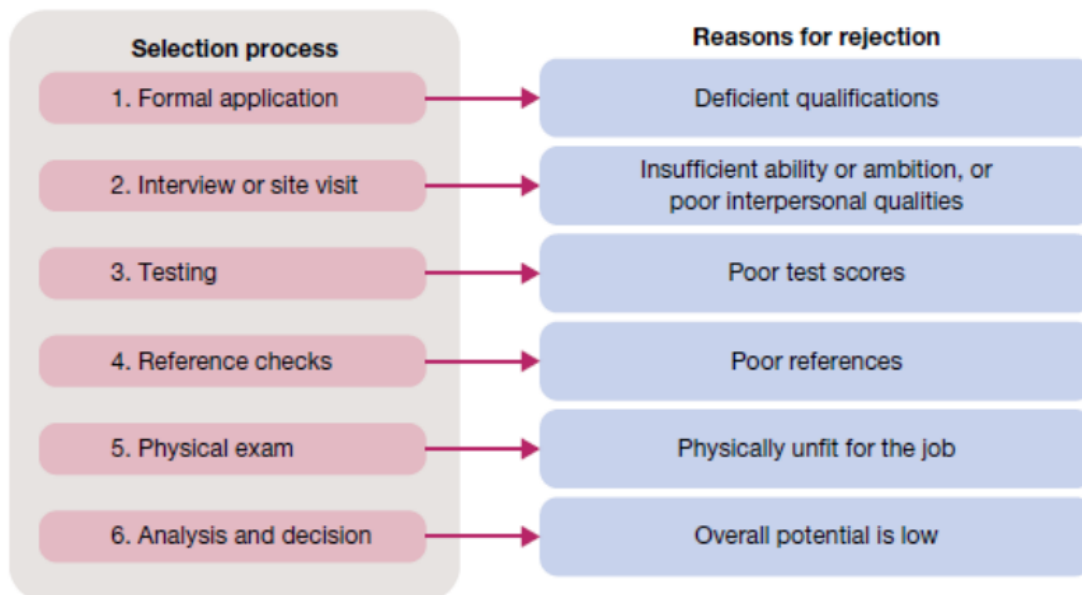 Selection process
Reasons for rejection
1. Formal application
Deficient qualifications
2. Interview or site visit
Insufficient ability or ambition, or
poor interpersonal qualities
3. Testing
Poor test scores
4. Reference checks
Poor references
5. Physical exam
Physically unfit for the job
6. Analysis and decision
Overall potential is low